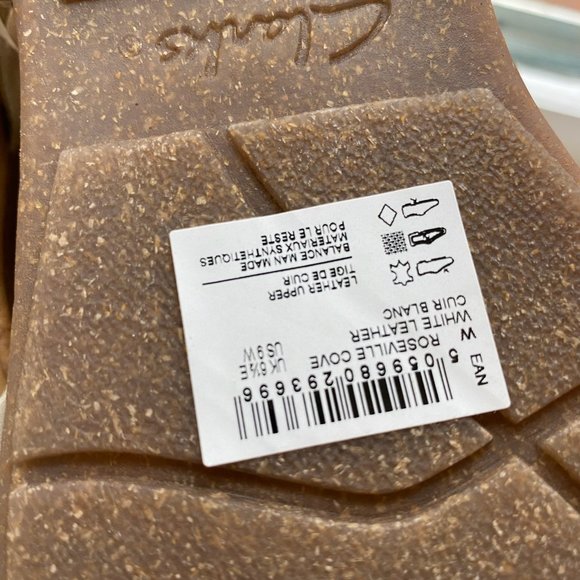 Clarks
EAN
5 059680 293696
W ROSEVILLE COVE
WHITE LEATHER
CUIR BLANC
UK 6½ E
US 9 W
LEATHER UPPER
TIGE DE CUIR
BALANCE MAN MADE
MATERIAUX SYNTHETIQUES
POUR LE RESTE